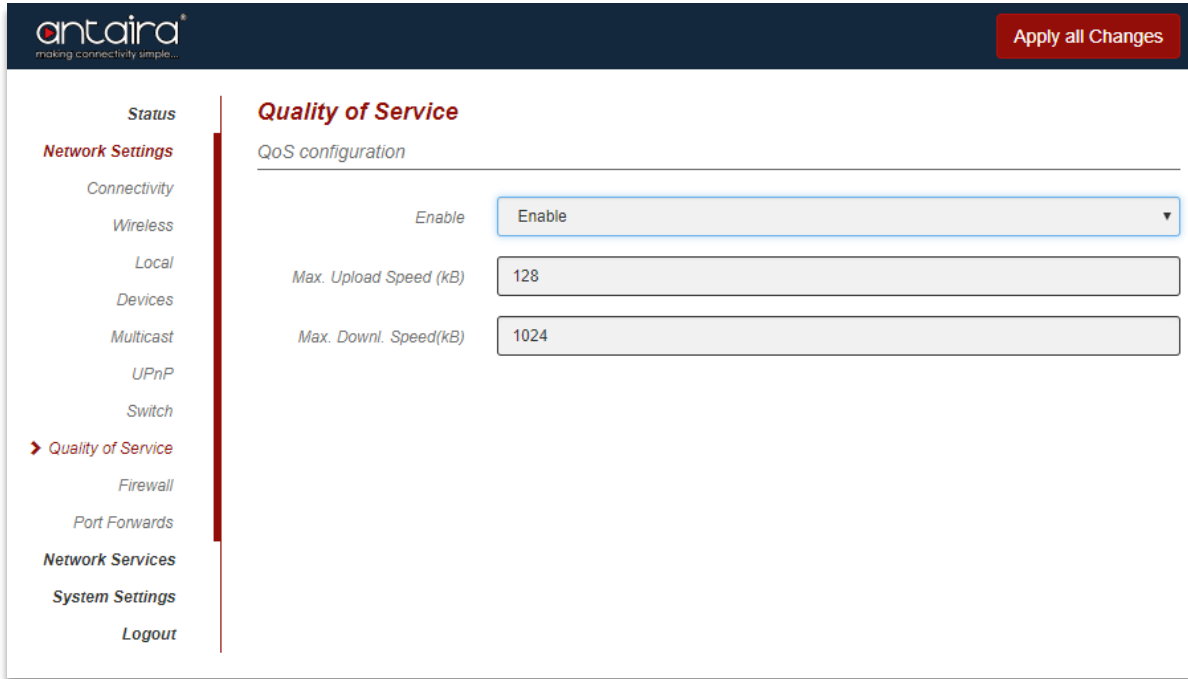 antaira®
making connectivity simple...
Apply all Changes
Status
Network Settings
Connectivity
Wireless
Local
Devices
Multicast
UPnP
Switch
Quality of Service
Firewall
Port Forwards
Network Services
System Settings
Logout
Quality of Service
QoS configuration
Enable Enable
Max. Upload Speed (kB) 128
Max. Downl. Speed(kB) 1024